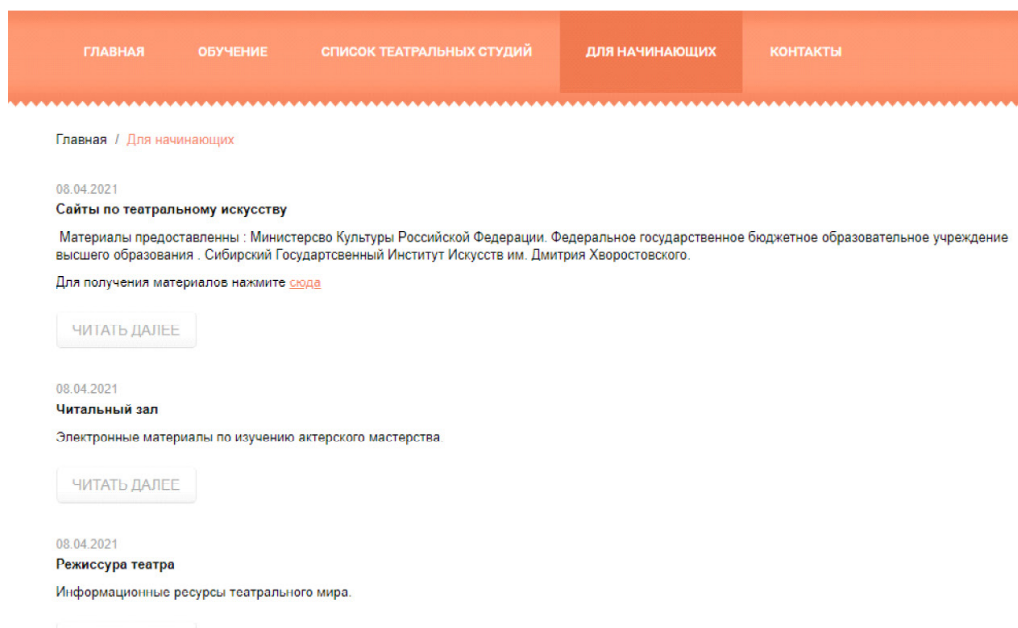 ГЛАВНАЯ ОБУЧЕНИЕ СПИСОК ТЕАТРАЛЬНЫХ СТУДИЙ ДЛЯ НАЧИНАЮЩИХ КОНТАКТЫ
Главная / Для начинающих
08.04.2021
Сайты по театральному искусству
Материалы предоставленны : Министерсво Культуры Российской Федерации. Федеральное государственное бюджетное образовательное учреждение
высшего образования . Сибирский Государтсвенный Институт Искусств им. Дмитрия Хворостовского.
Для получения материалов нажмите сюда
ЧИТАТЬ ДАЛЕЕ
08.04.2021
Читальный зал
Электронные материалы по изучению актерского мастерства.
ЧИТАТЬ ДАЛЕЕ
08.04.2021
Режиссура театра
Информационные ресурсы театрального мира.